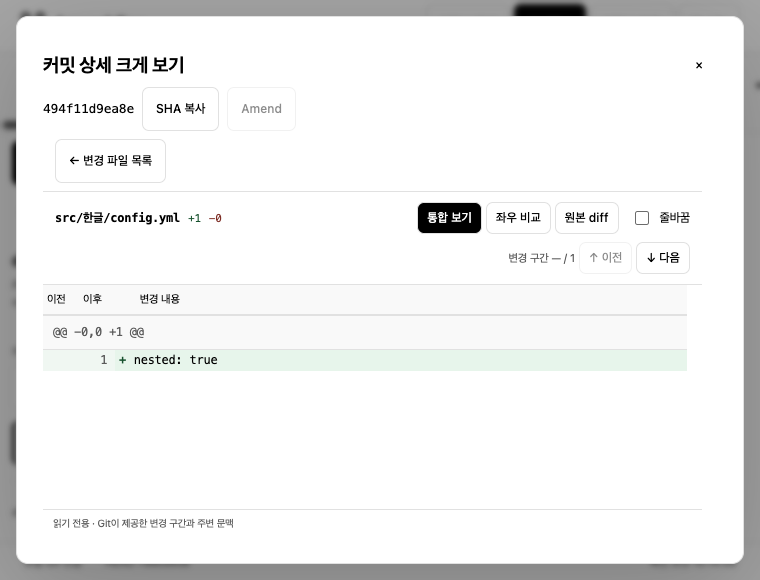 커밋 상세 크게 보기 ×
494f11d9ea8e SHA 복사 Amend
← 변경 파일 목록
src/한글/config.yml +1 −0 통합 보기 좌우 비교 원본 diff 줄바꿈
변경 구간 — / 1 ↑ 이전 ↓ 다음
이전 이후 변경 내용
@@ −0,0 +1 @@
1 + nested: true
읽기 전용 · Git이 제공한 변경 구간과 주변 문맥